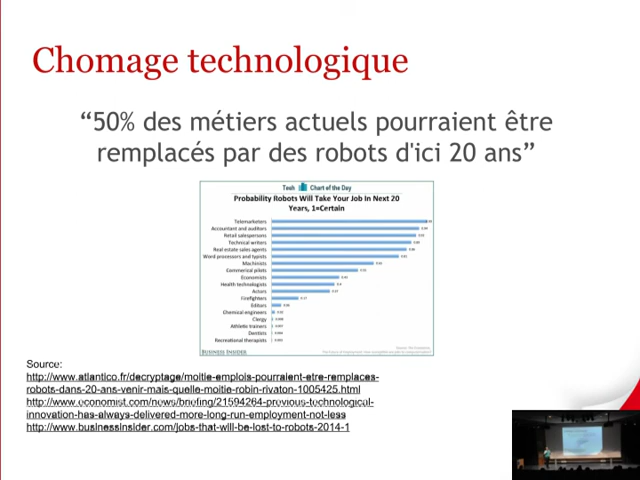 Chomage technologique
“50% des métiers actuels pourraient être
remplacés par des robots d'ici 20 ans”
Tech Chart of the Day
Probability Robots Will Take Your Job In Next 20
Years, 1=Certain
Telemarketers
Accountant and auditors
Retail salespersons
Technical writers
Real estate sales agents
Word processors and typists
Machinists
Commercial pilots
Economists
Health technologists
Actors
Firefighters
Editors
Chemical engineers
Clergy
Athletic trainers
Dentists
Recreational therapists
BUSINESS INSIDER
Source:
http://www.atlantico.fr/decryptage/moitie-emplois-pourraient-etre-remplaces-
robots-dans-20-ans-venir-mais-quelle-moitie-robin-rivaton-1005425.html
http://www.economist.com/news/briefing/21594264-previous-technological-
innovation-has-always-delivered-more-long-run-employment-not-less
http://www.businessinsider.com/jobs-that-will-be-lost-to-robots-2014-1